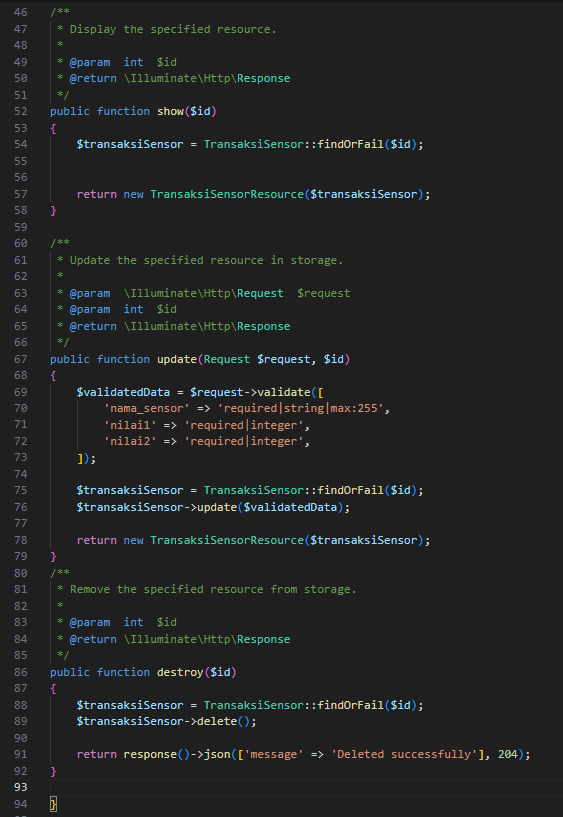 46 /**
47  * Display the specified resource.
48  *
49  * @param  int  $id
50  * @return \Illuminate\Http\Response
51  */
52 public function show($id)
53 {
54     $transaksiSensor = TransaksiSensor::findOrFail($id);
55
56
57     return new TransaksiSensorResource($transaksiSensor);
58 }
59
60 /**
61  * Update the specified resource in storage.
62  *
63  * @param  \Illuminate\Http\Request  $request
64  * @param  int  $id
65  * @return \Illuminate\Http\Response
66  */
67 public function update(Request $request, $id)
68 {
69     $validatedData = $request->validate([
70         'nama_sensor' => 'required|string|max:255',
71         'nilai1' => 'required|integer',
72         'nilai2' => 'required|integer',
73     ]);
74
75     $transaksiSensor = TransaksiSensor::findOrFail($id);
76     $transaksiSensor->update($validatedData);
77
78     return new TransaksiSensorResource($transaksiSensor);
79 }
80 /**
81  * Remove the specified resource from storage.
82  *
83  * @param  int  $id
84  * @return \Illuminate\Http\Response
85  */
86 public function destroy($id)
87 {
88     $transaksiSensor = TransaksiSensor::findOrFail($id);
89     $transaksiSensor->delete();
90
91     return response()->json(['message' => 'Deleted successfully'], 204);
92 }
93
94 }